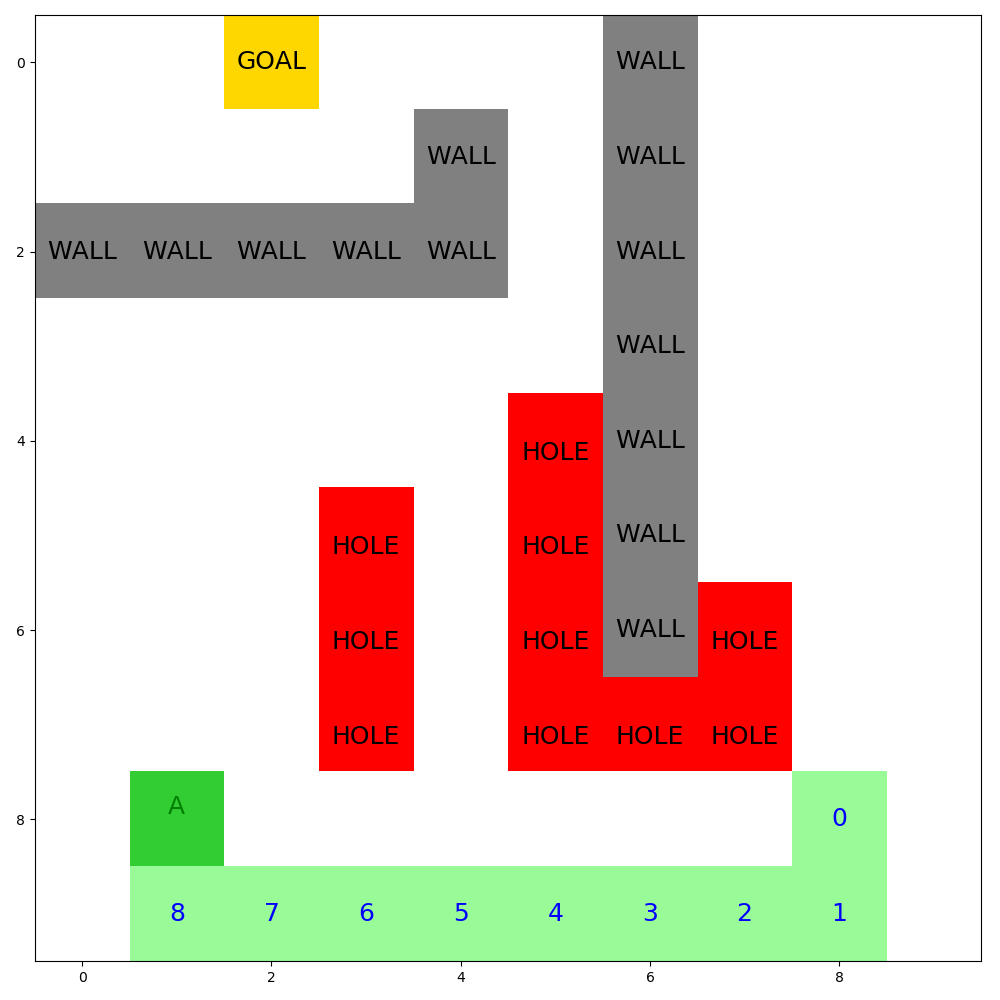 GOAL WALL
0
WALL WALL
WALL WALL WALL WALL WALL WALL
2
WALL
HOLE WALL
4
HOLE HOLE WALL
HOLE HOLE WALL HOLE
6
HOLE HOLE HOLE HOLE
A 0
8
8 7 6 5 4 3 2 1
0 2 4 6 8